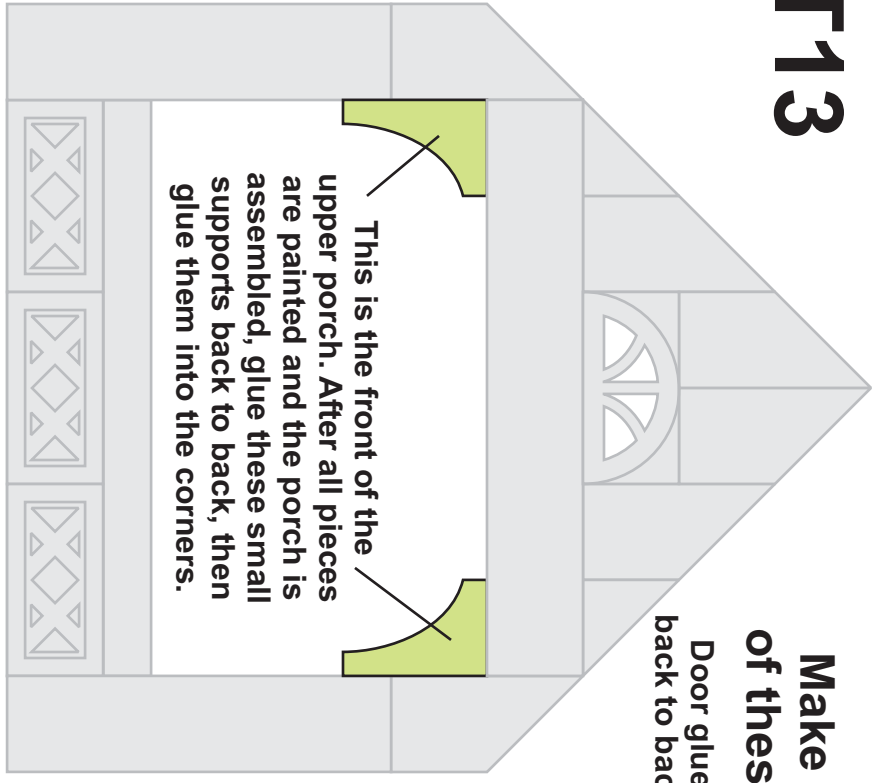 T13
This is the front of the
upper porch. After all pieces
are painted and the porch is
assembled, glue these small
supports back to back, then
glue them into the corners.
Make
of thes
Door glue
back to bac